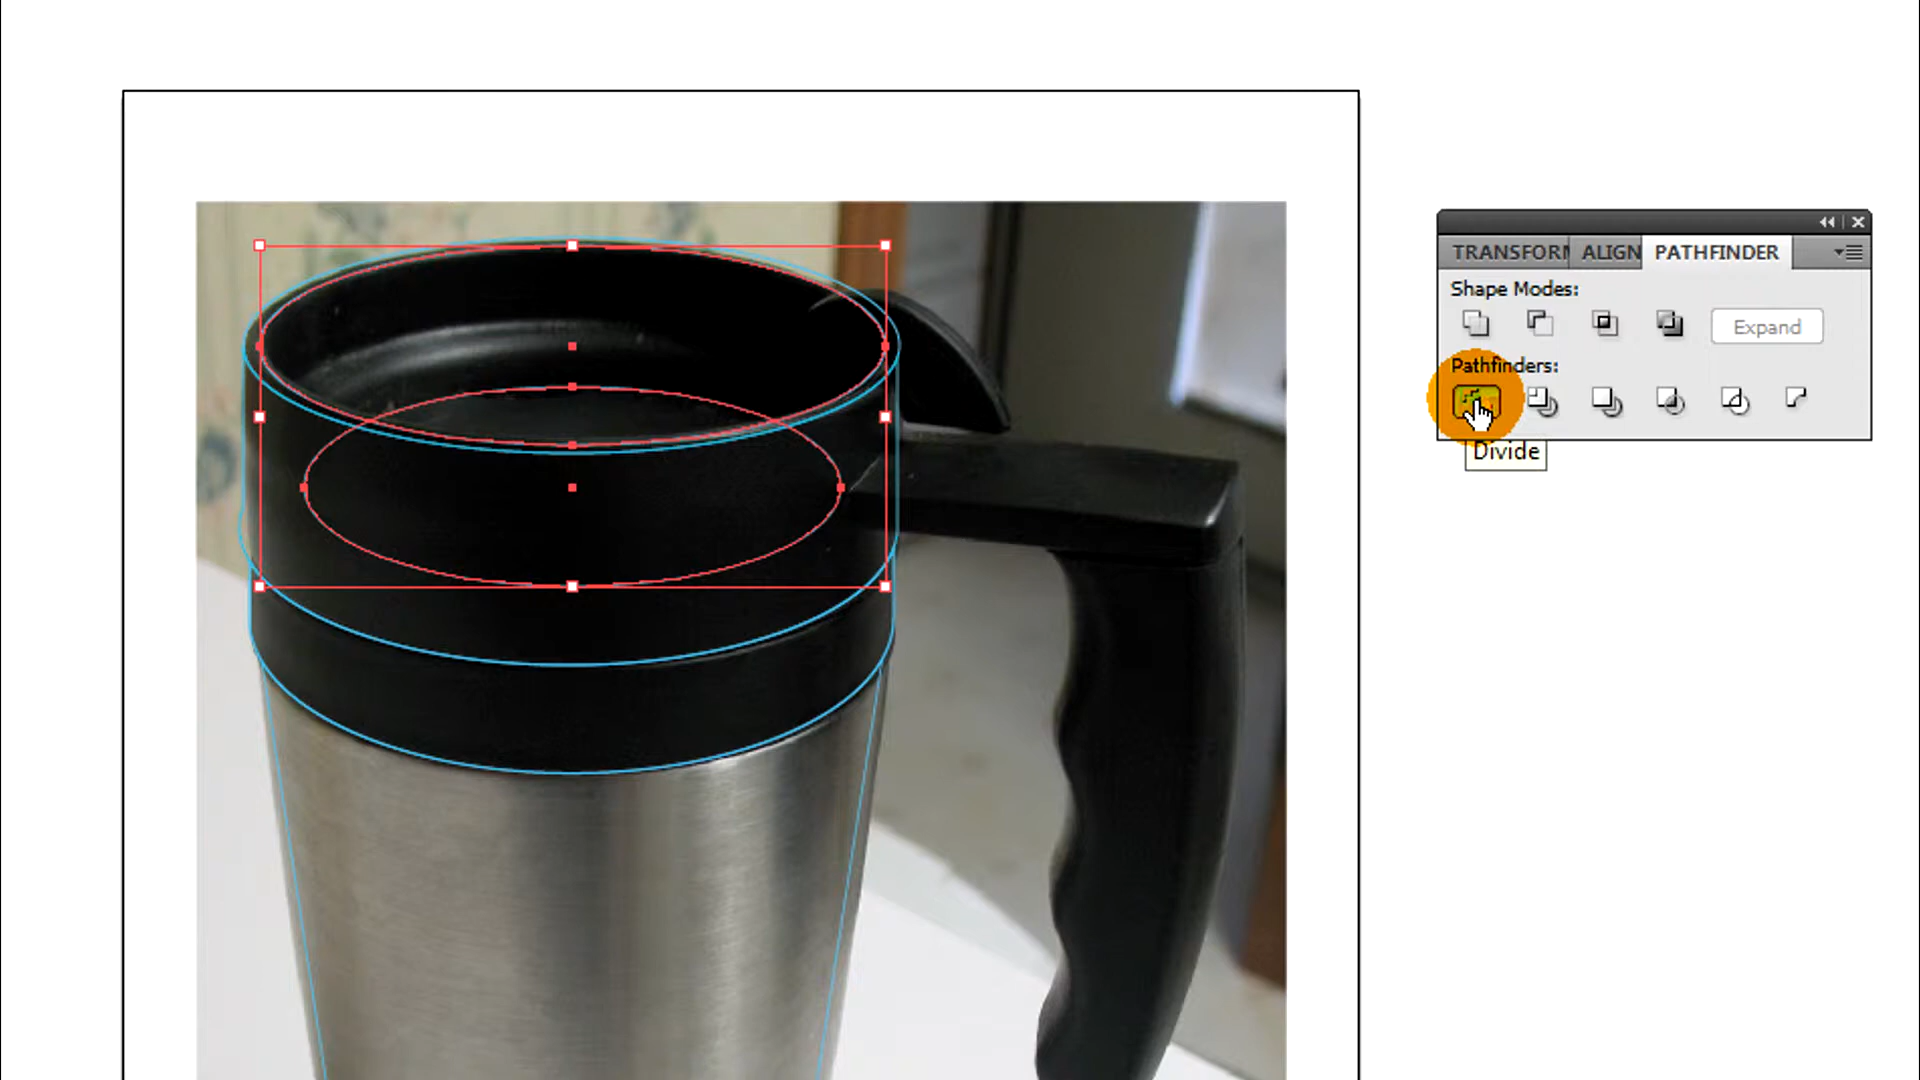 TRANSFORM ALIGN PATHFINDER
Shape Modes:
Expand
Pathfinders:
Divide